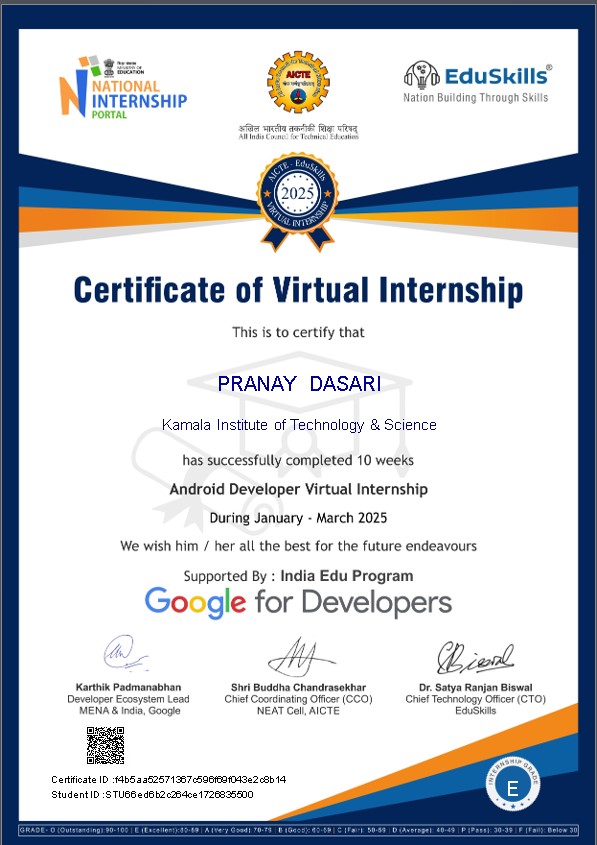 MINISTRY OF
EDUCATION
NATIONAL
INTERNSHIP
PORTAL
AICTE
अखिल भारतीय तकनीकी शिक्षा परिषद्
All India Council for Technical Education
EduSkills®
Nation Building Through Skills
AICTE - EduSkills
2025
VIRTUAL INTERNSHIP
Certificate of Virtual Internship
This is to certify that
PRANAY DASARI
Kamala Institute of Technology & Science
has successfully completed 10 weeks
Android Developer Virtual Internship
During January - March 2025
We wish him / her all the best for the future endeavours
Supported By : India Edu Program
Google for Developers
Karthik Padmanabhan
Developer Ecosystem Lead
MENA & India, Google
Shri Buddha Chandrasekhar
Chief Coordinating Officer (CCO)
NEAT Cell, AICTE
Dr. Satya Ranjan Biswal
Chief Technology Officer (CTO)
EduSkills
Certificate ID :f4b5aa52571367c596f69f043e2c8b14
Student ID :STU66ed6b2c264ce1726835500
INTERNSHIP GRADE
E
GRADE- O (Outstanding):90-100 | E (Excellent):80-89 | A (Very Good):70-79 | B (Good): 60-69 | C (Fair): 50-59 | D (Average): 40-49 | P (Pass): 30-39 | F (Fail): Below 30